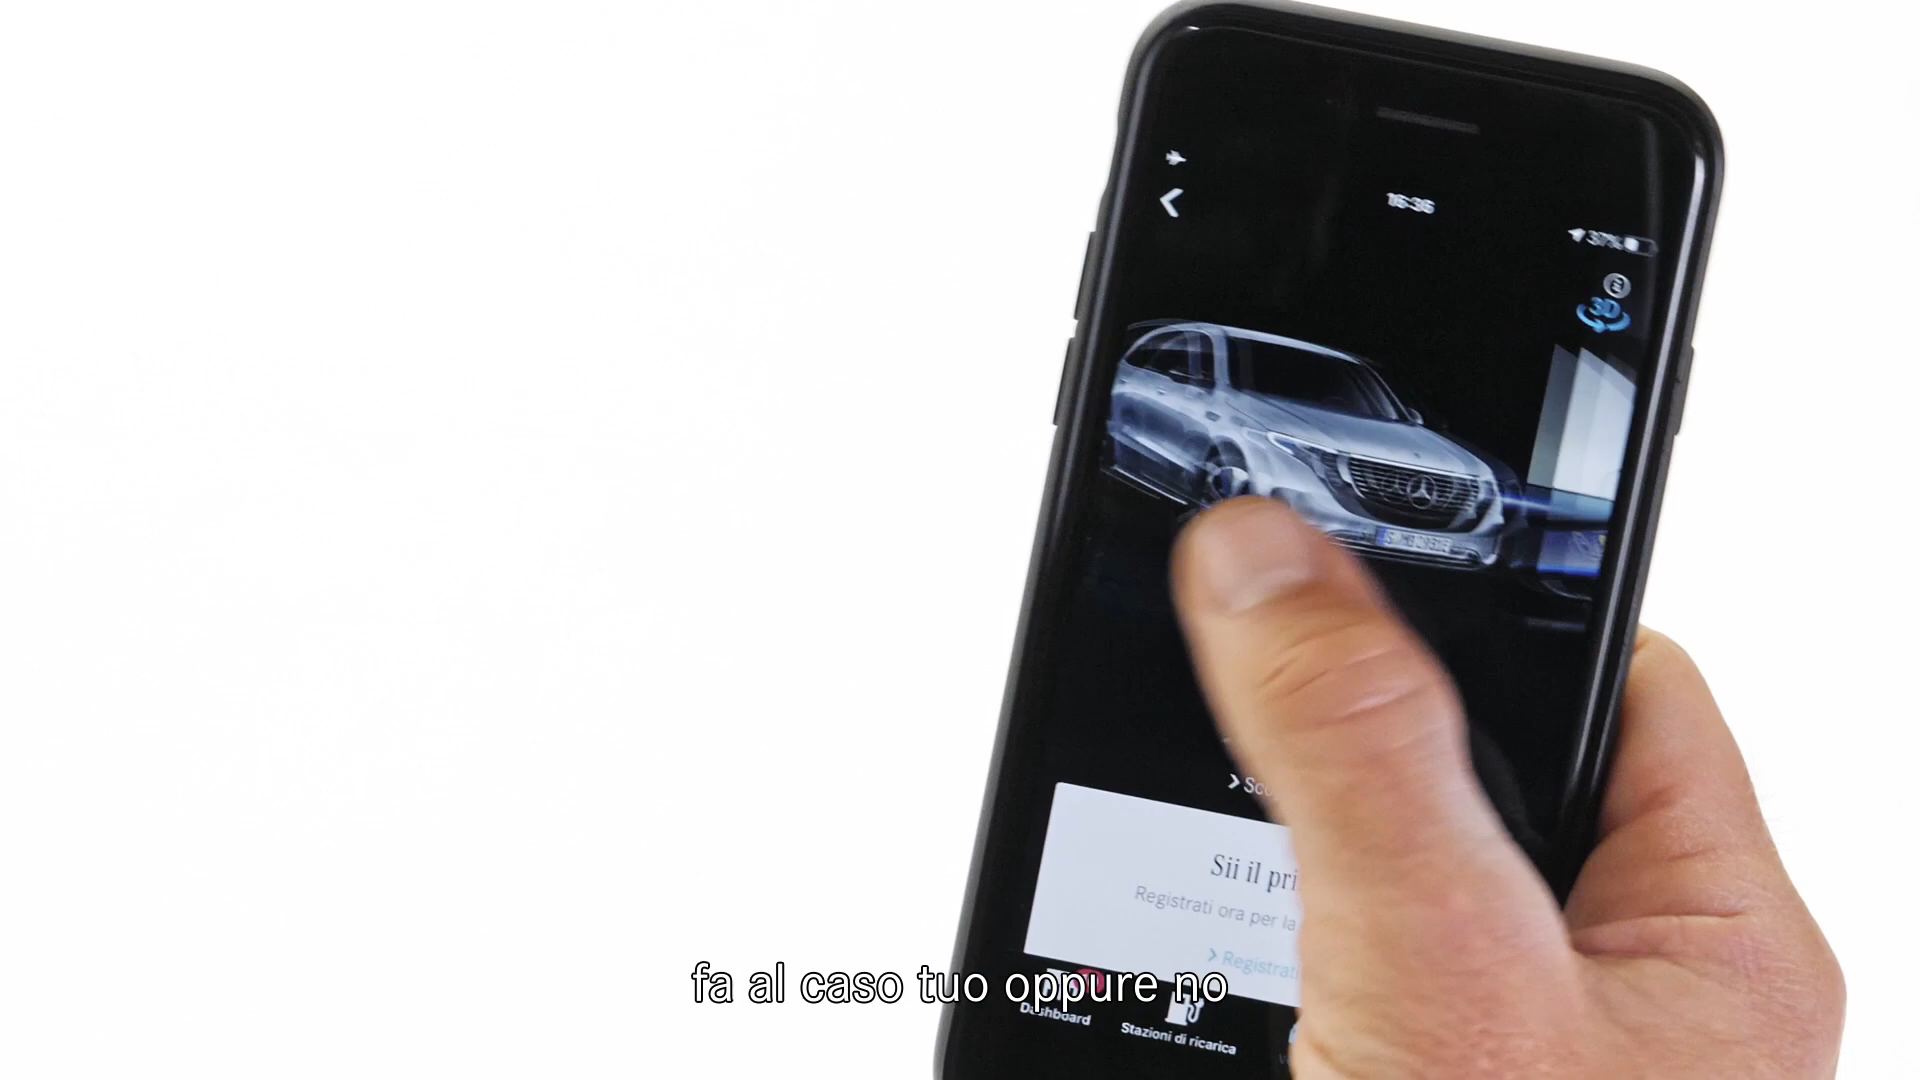 16:36
37%
3D
Sii il pri
Registrati ora per la
Registrati
fa al caso tuo oppure no
Dashboard
Stazioni di ricarica